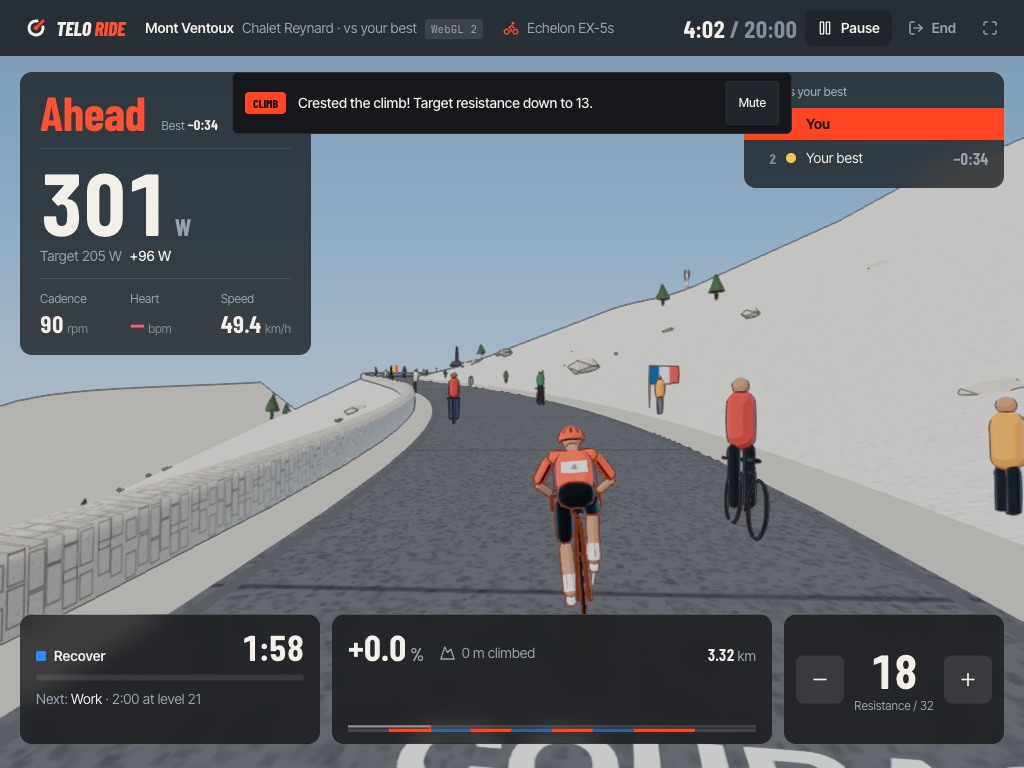 TELO RIDE
Mont Ventoux Chalet Reynard · vs your best WebGL 2
Echelon EX-5s
4:02 / 20:00
Pause
End
Ahead Best −0:34
301 W
Target 205 W +96 W
Cadence Heart Speed
90 rpm – bpm 49.4 km/h
CLIMB Crested the climb! Target resistance down to 13. Mute
s your best
You
2 Your best −0:34
4
Recover 1:58
Next: Work · 2:00 at level 21
+0.0 % 0 m climbed 3.32 km
− 18 +
Resistance / 32